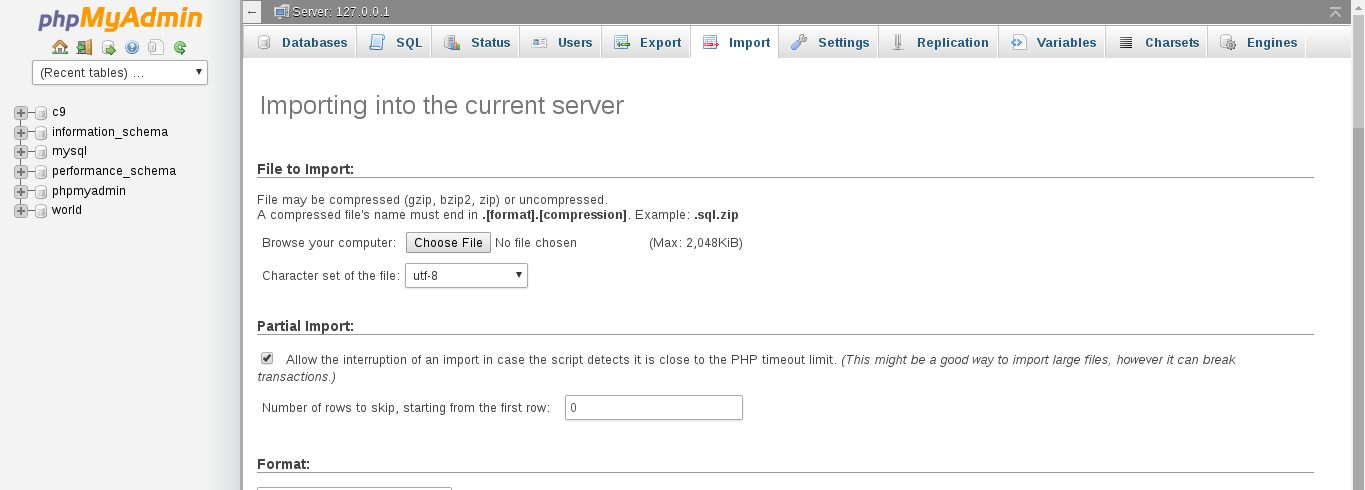 phpMyAdmin
(Recent tables) ...
c9
information_schema
mysql
performance_schema
phpmyadmin
world
← Server: 127.0.0.1
Databases SQL Status Users Export Import Settings Replication Variables Charsets Engines
Importing into the current server
File to Import:
File may be compressed (gzip, bzip2, zip) or uncompressed.
A compressed file's name must end in .[format].[compression]. Example: .sql.zip
Browse your computer: Choose File No file chosen (Max: 2,048KiB)
Character set of the file: utf-8
Partial Import:
Allow the interruption of an import in case the script detects it is close to the PHP timeout limit. (This might be a good way to import large files, however it can break
transactions.)
Number of rows to skip, starting from the first row: 0
Format: